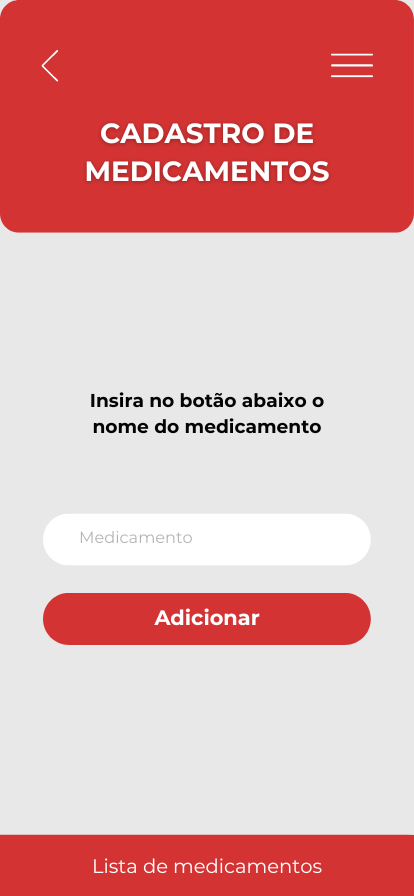 CADASTRO DE
MEDICAMENTOS
Insira no botão abaixo o
nome do medicamento
Medicamento
Adicionar
Lista de medicamentos